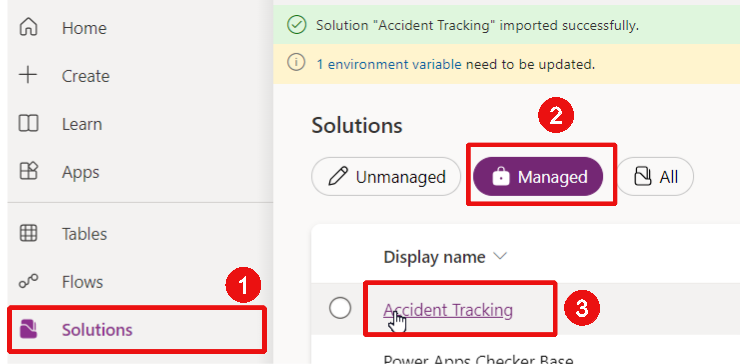 Home
Create
Learn
Apps
Tables
Flows
1
Solutions
Solution "Accident Tracking" imported successfully.
1 environment variable need to be updated.
Solutions
2
Unmanaged
Managed
All
Display name
Accident Tracking
3
Power Apps Checker Base